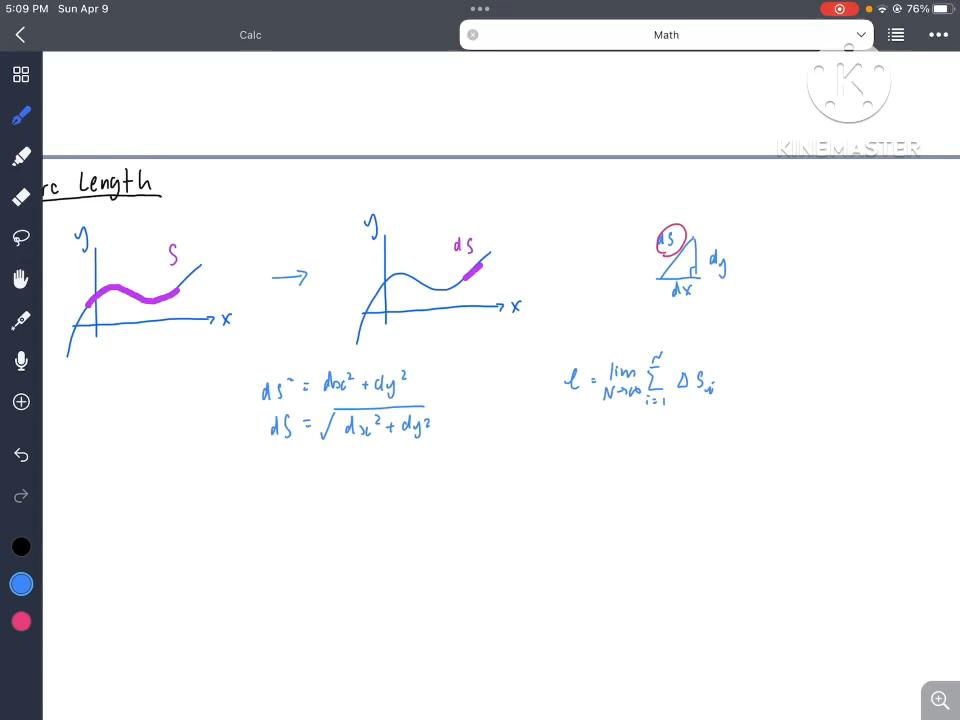 5:09 PM Sun Apr 9
76%
Calc
Math
K
KINEMASTER
rc Length
y
S
x
y
dS
x
dS
dy
dx
dS² = dx² + dy²
dS = √(dx² + dy²)
l = lim N→∞ ∑ i=1 N ΔSᵢ